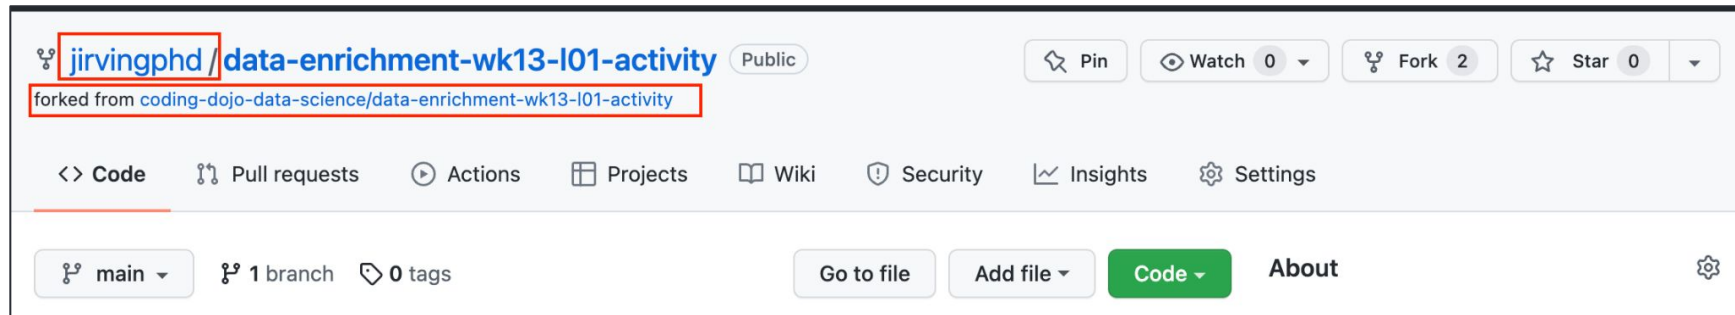 jirvingphd / data-enrichment-wk13-l01-activity Public Pin Watch 0 Fork 2 Star 0
forked from coding-dojo-data-science/data-enrichment-wk13-l01-activity
<> Code Pull requests Actions Projects Wiki Security Insights Settings
main 1 branch 0 tags Go to file Add file Code About